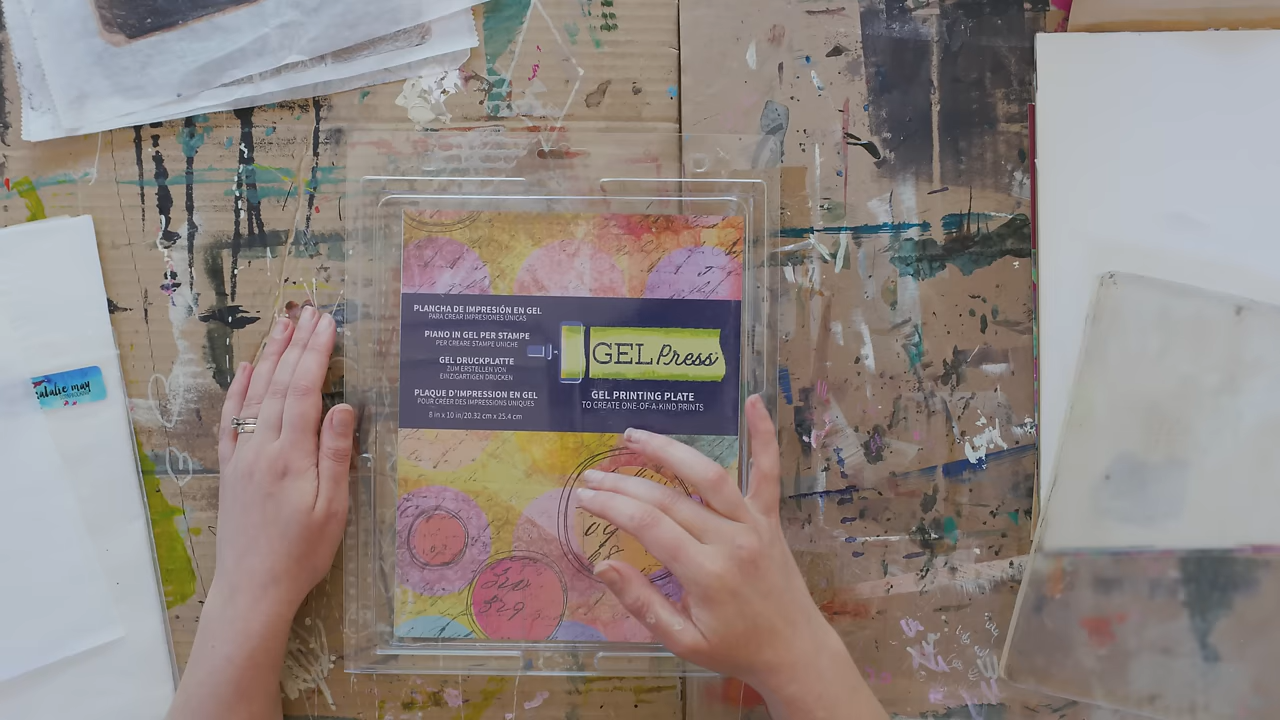 PLANCHA DE IMPRESIÓN EN GEL
PARA CREAR IMPRESIONES ÚNICAS
PIANO IN GEL PER STAMPE
PER CREARE STAMPE UNICHE
GEL DRUCKPLATTE
ZUM ERSTELLEN VON
EINZIGARTIGEN DRUCKEN
PLAQUE D'IMPRESSION EN GEL
POUR CRÉER DES IMPRESSIONS UNIQUES
8 in x 10 in/20.32 cm x 25.4 cm
GEL Press
GEL PRINTING PLATE
TO CREATE ONE-OF-A-KIND PRINTS
atalie may